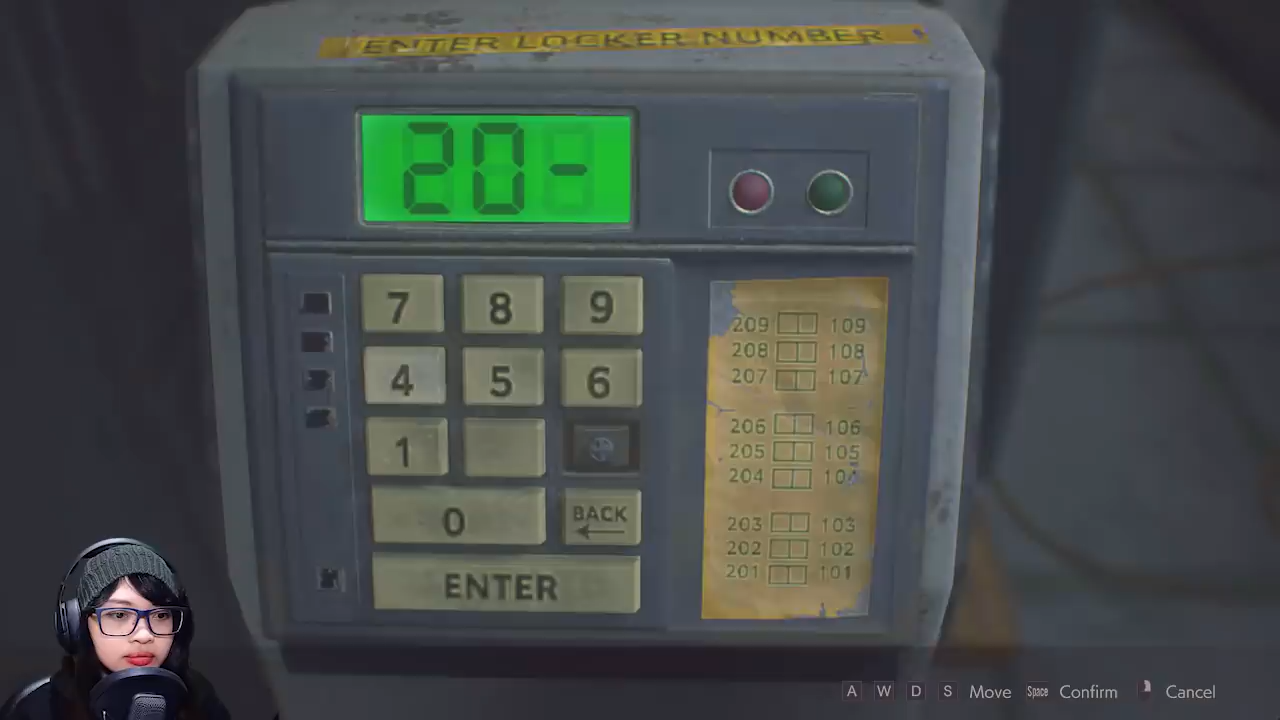 ENTER LOCKER NUMBER
20-
7 8 9
4 5 6
1
0 BACK
ENTER
209 109
208 108
207 107
206 106
205 105
204 104
203 103
202 102
201 101
A W D S Move Space Confirm Cancel